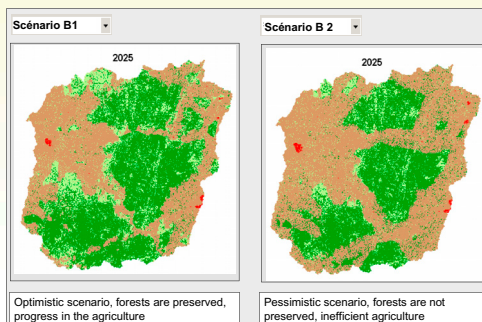 Scénario B1
Scénario B 2
2025
2025
Optimistic scenario, forests are preserved,
progress in the agriculture
Pessimistic scenario, forests are not
preserved, inefficient agriculture